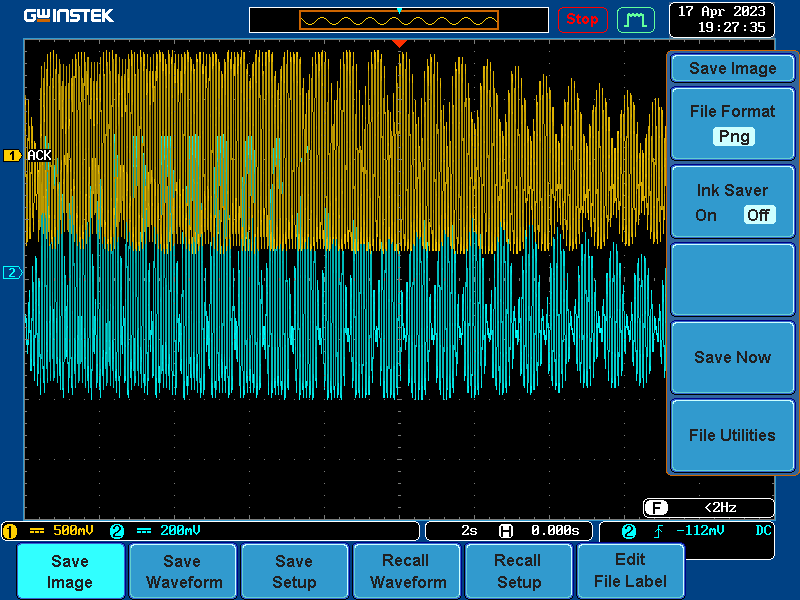 GWINSTEK
Stop
17 Apr 2023
19:27:35
Save Image
File Format
Png
1
ACK
Ink Saver
On Off
2
Save Now
File Utilities
F <2Hz
1 500mV 2 200mV
2s H 0.000s
2 -112mV DC
Save
Image
Save
Waveform
Save
Setup
Recall
Waveform
Recall
Setup
Edit
File Label